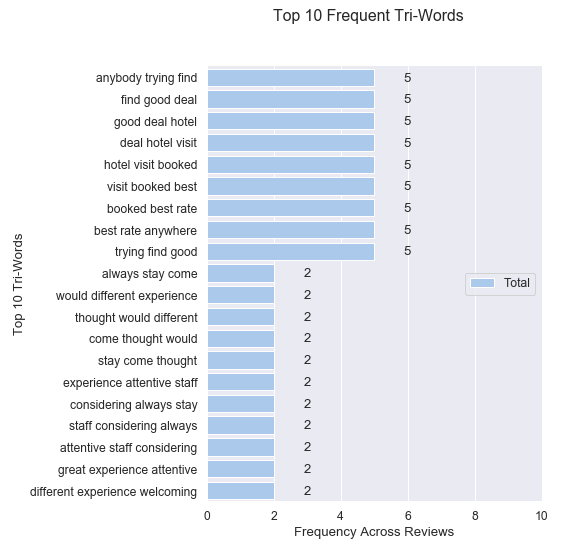 Top 10 Frequent Tri-Words
anybody trying find 5
find good deal 5
good deal hotel 5
deal hotel visit 5
hotel visit booked 5
visit booked best 5
booked best rate 5
best rate anywhere 5
trying find good 5
always stay come 2
would different experience 2
thought would different 2
come thought would 2
stay come thought 2
experience attentive staff 2
considering always stay 2
staff considering always 2
attentive staff considering 2
great experience attentive 2
different experience welcoming 2
Top 10 Tri-Words
Total
0 2 4 6 8 10
Frequency Across Reviews